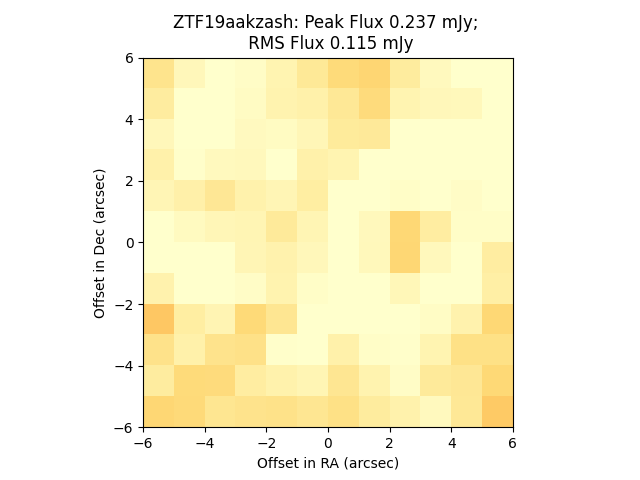 ZTF19aakzash: Peak Flux 0.237 mJy;
RMS Flux 0.115 mJy
6
4
2
0
−2
−4
−6
Offset in Dec (arcsec)
−6 −4 −2 0 2 4 6
Offset in RA (arcsec)